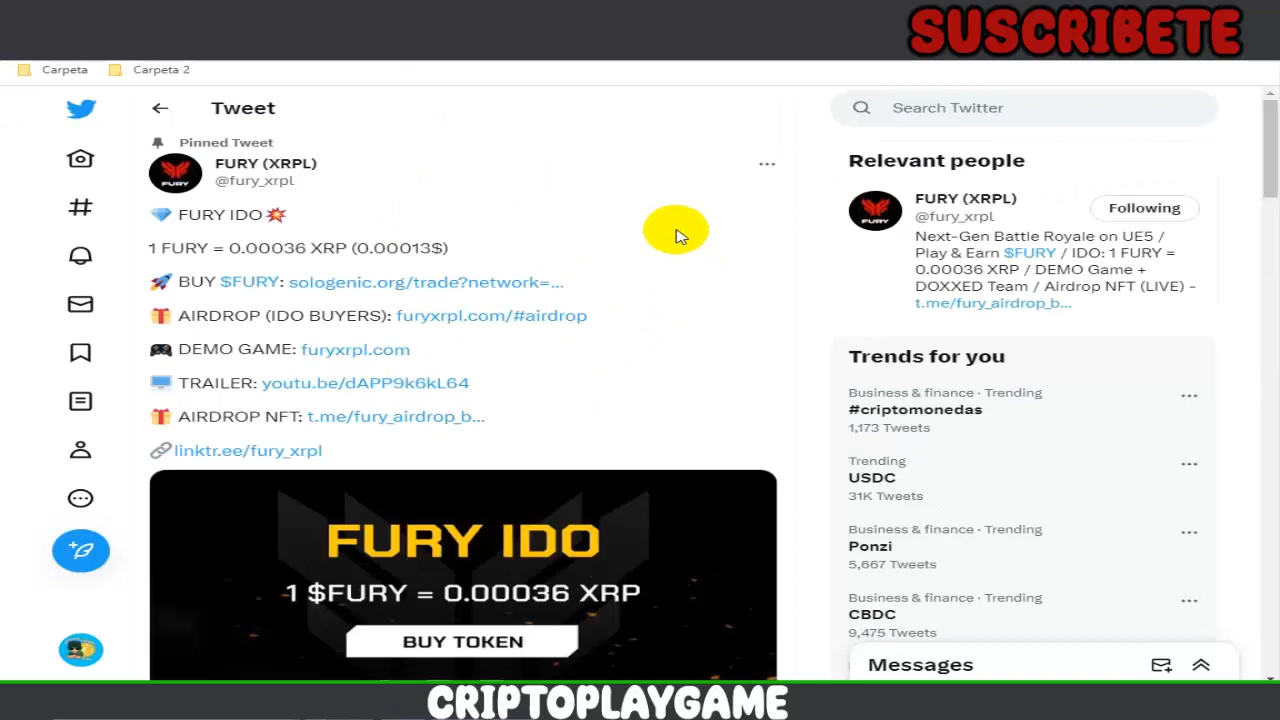 SUSCRIBETE
Carpeta
Carpeta 2
Tweet
Search Twitter
Pinned Tweet
FURY (XRPL)
@fury_xrpl
💎 FURY IDO💥
1 FURY = 0.00036 XRP (0.00013$)
🚀 BUY $FURY: sologenic.org/trade?network=...
🎁 AIRDROP (IDO BUYERS): furyxrpl.com/#airdrop
🎮 DEMO GAME: furyxrpl.com
🖥️ TRAILER: youtu.be/dAPP9k6kL64
🎁 AIRDROP NFT: t.me/fury_airdrop_b...
🔗linktr.ee/fury_xrpl
FURY
FURY IDO
1 $FURY = 0.00036 XRP
BUY TOKEN
Relevant people
FURY (XRPL)
@fury_xrpl
Following
FURY
Next-Gen Battle Royale on UE5 /
Play & Earn $FURY / IDO: 1 FURY =
0.00036 XRP / DEMO Game +
DOXXED Team / Airdrop NFT (LIVE) -
t.me/fury_airdrop_b...
Trends for you
Business & finance · Trending
#criptomonedas
1,173 Tweets
Trending
USDC
31K Tweets
Business & finance · Trending
Ponzi
5,667 Tweets
Business & finance · Trending
CBDC
9,475 Tweets
Messages
CRIPTOPLAYGAME